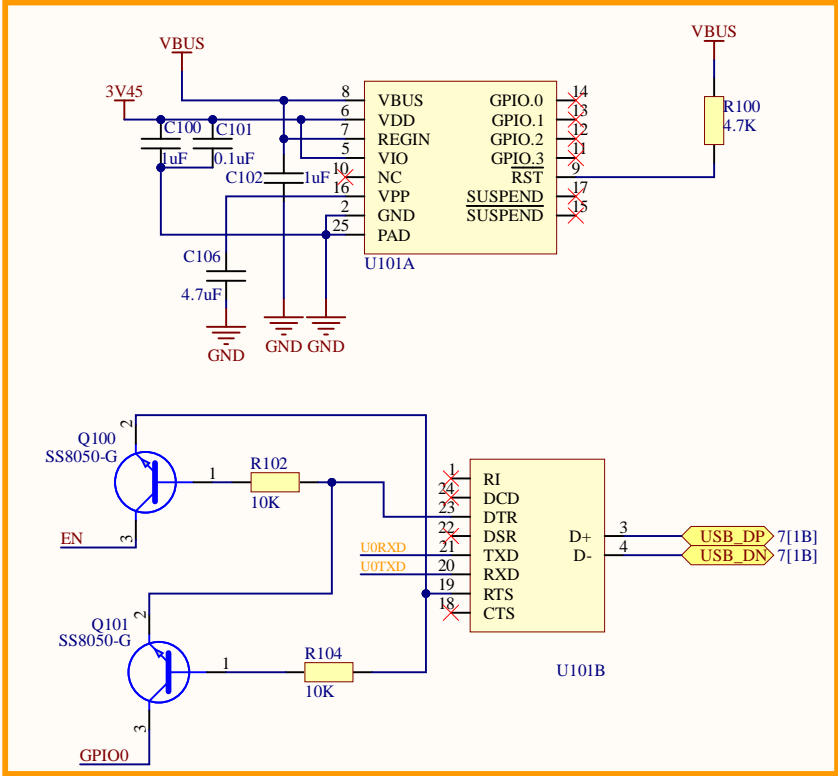 VBUS
VBUS
3V45
C100
1uF
C101
0.1uF
C102
1uF
8
6
7
5
10
16
2
25
VBUS
VDD
REGIN
VIO
NC
VPP
GND
PAD
GPIO.0
GPIO.1
GPIO.2
GPIO.3
RST
SUSPEND
SUSPEND
14
13
12
11
9
17
15
R100
4.7K
U101A
C106
4.7uF
GND
GND
GND
2
Q100
SS8050-G
1
R102
10K
EN
3
2
Q101
SS8050-G
1
R104
10K
3
GPIO0
U0RXD
U0TXD
1
24
23
22
21
20
19
18
RI
DCD
DTR
DSR
TXD
RXD
RTS
CTS
D+
D-
3
4
USB_DP
7[1B]
USB_DN
7[1B]
U101B